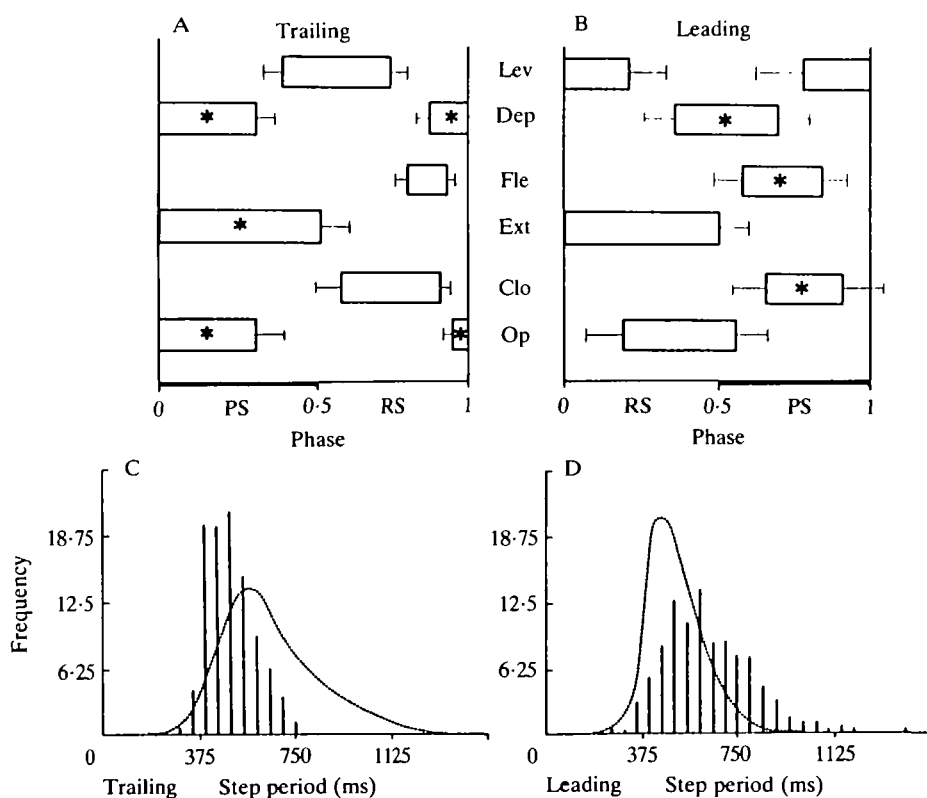 A
Trailing
B
Leading
Lev
Dep
Fle
Ext
Clo
Op
0 PS 0·5 RS 1
Phase
0 RS 0·5 PS 1
Phase
C
Frequency
18·75
12·5
6·25
0 375 750 1125
Trailing Step period (ms)
D
18·75
12·5
6·25
0 375 750 1125
Leading Step period (ms)